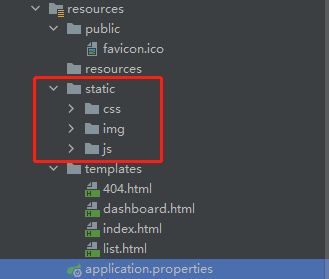 resources
public
favicon.ico
resources
static
css
img
js
templates
404.html
dashboard.html
index.html
list.html
application.properties